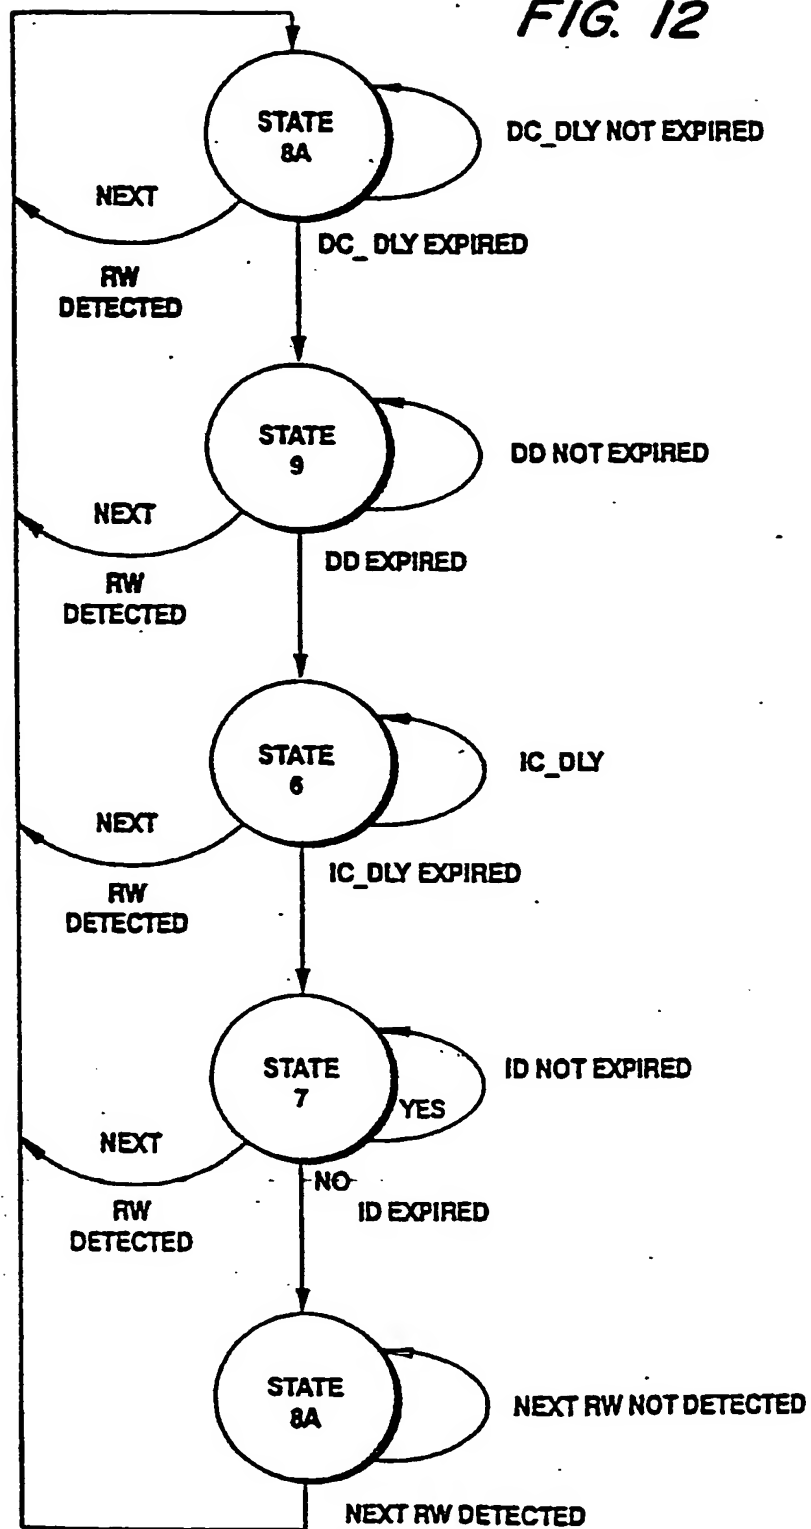 FIG. 12
STATE
8A
DC_DLY NOT EXPIRED
NEXT
RW
DETECTED
DC_DLY EXPIRED
STATE
9
DD NOT EXPIRED
NEXT
RW
DETECTED
DD EXPIRED
STATE
6
IC_DLY
NEXT
RW
DETECTED
IC_DLY EXPIRED
STATE
7
ID NOT EXPIRED
YES
NEXT
RW
DETECTED
NO
ID EXPIRED
STATE
8A
NEXT RW NOT DETECTED
NEXT RW DETECTED